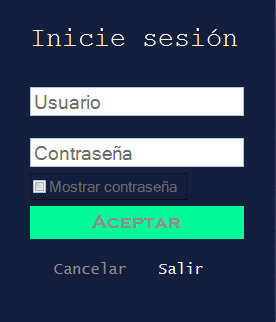 Inicie sesión
Usuario
Contraseña
Mostrar contraseña
Aceptar
Cancelar Salir